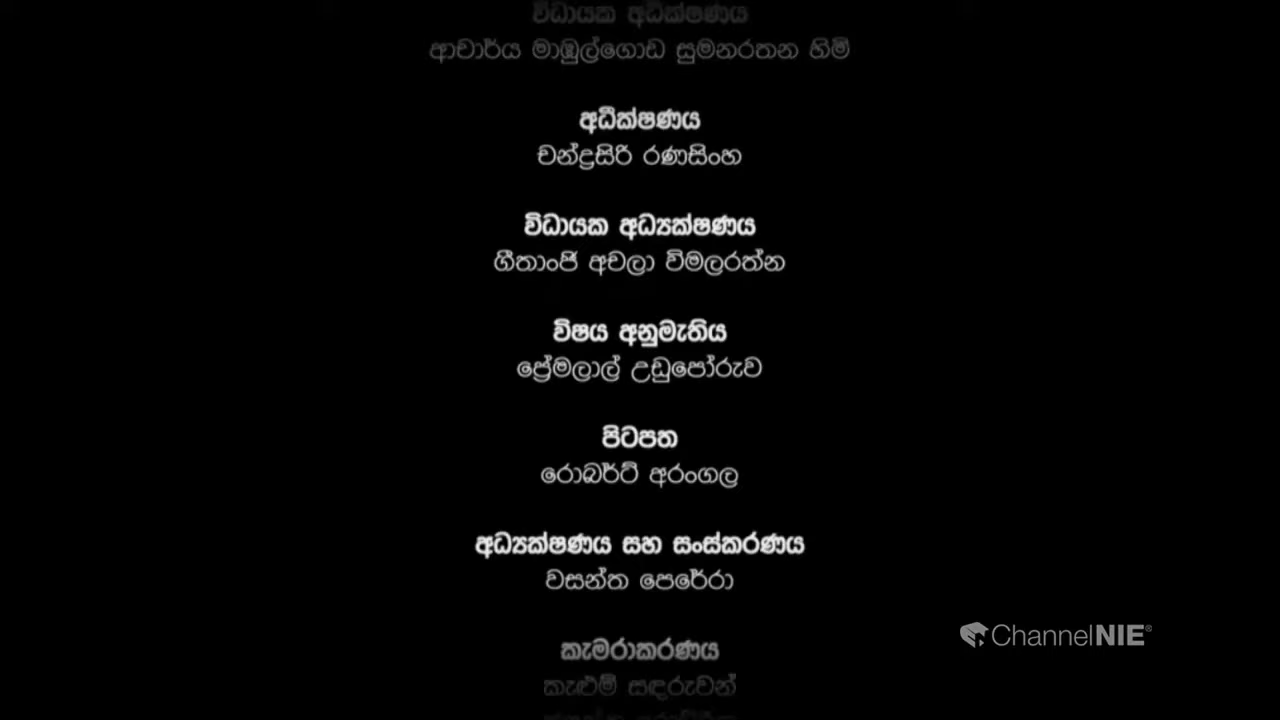 විධායක අධීක්ෂණය
ආචාර්ය මාඹුල්ගොඩ සුමනරතන හිමි
අධීක්ෂණය
චන්ද්‍රසිරි රණසිංහ
විධායක අධ්‍යක්ෂණය
ගීතාංජි අචලා විමලරත්න
විෂය අනුමැතිය
ප්‍රේමලාල් උඩුපෝරුව
පිටපත
රොබර්ට් අරංගල
අධ්‍යක්ෂණය සහ සංස්කරණය
වසන්ත පෙරේරා
ChannelNIE®
කැමරාකරණය
කැළුම් සඳරුවන්